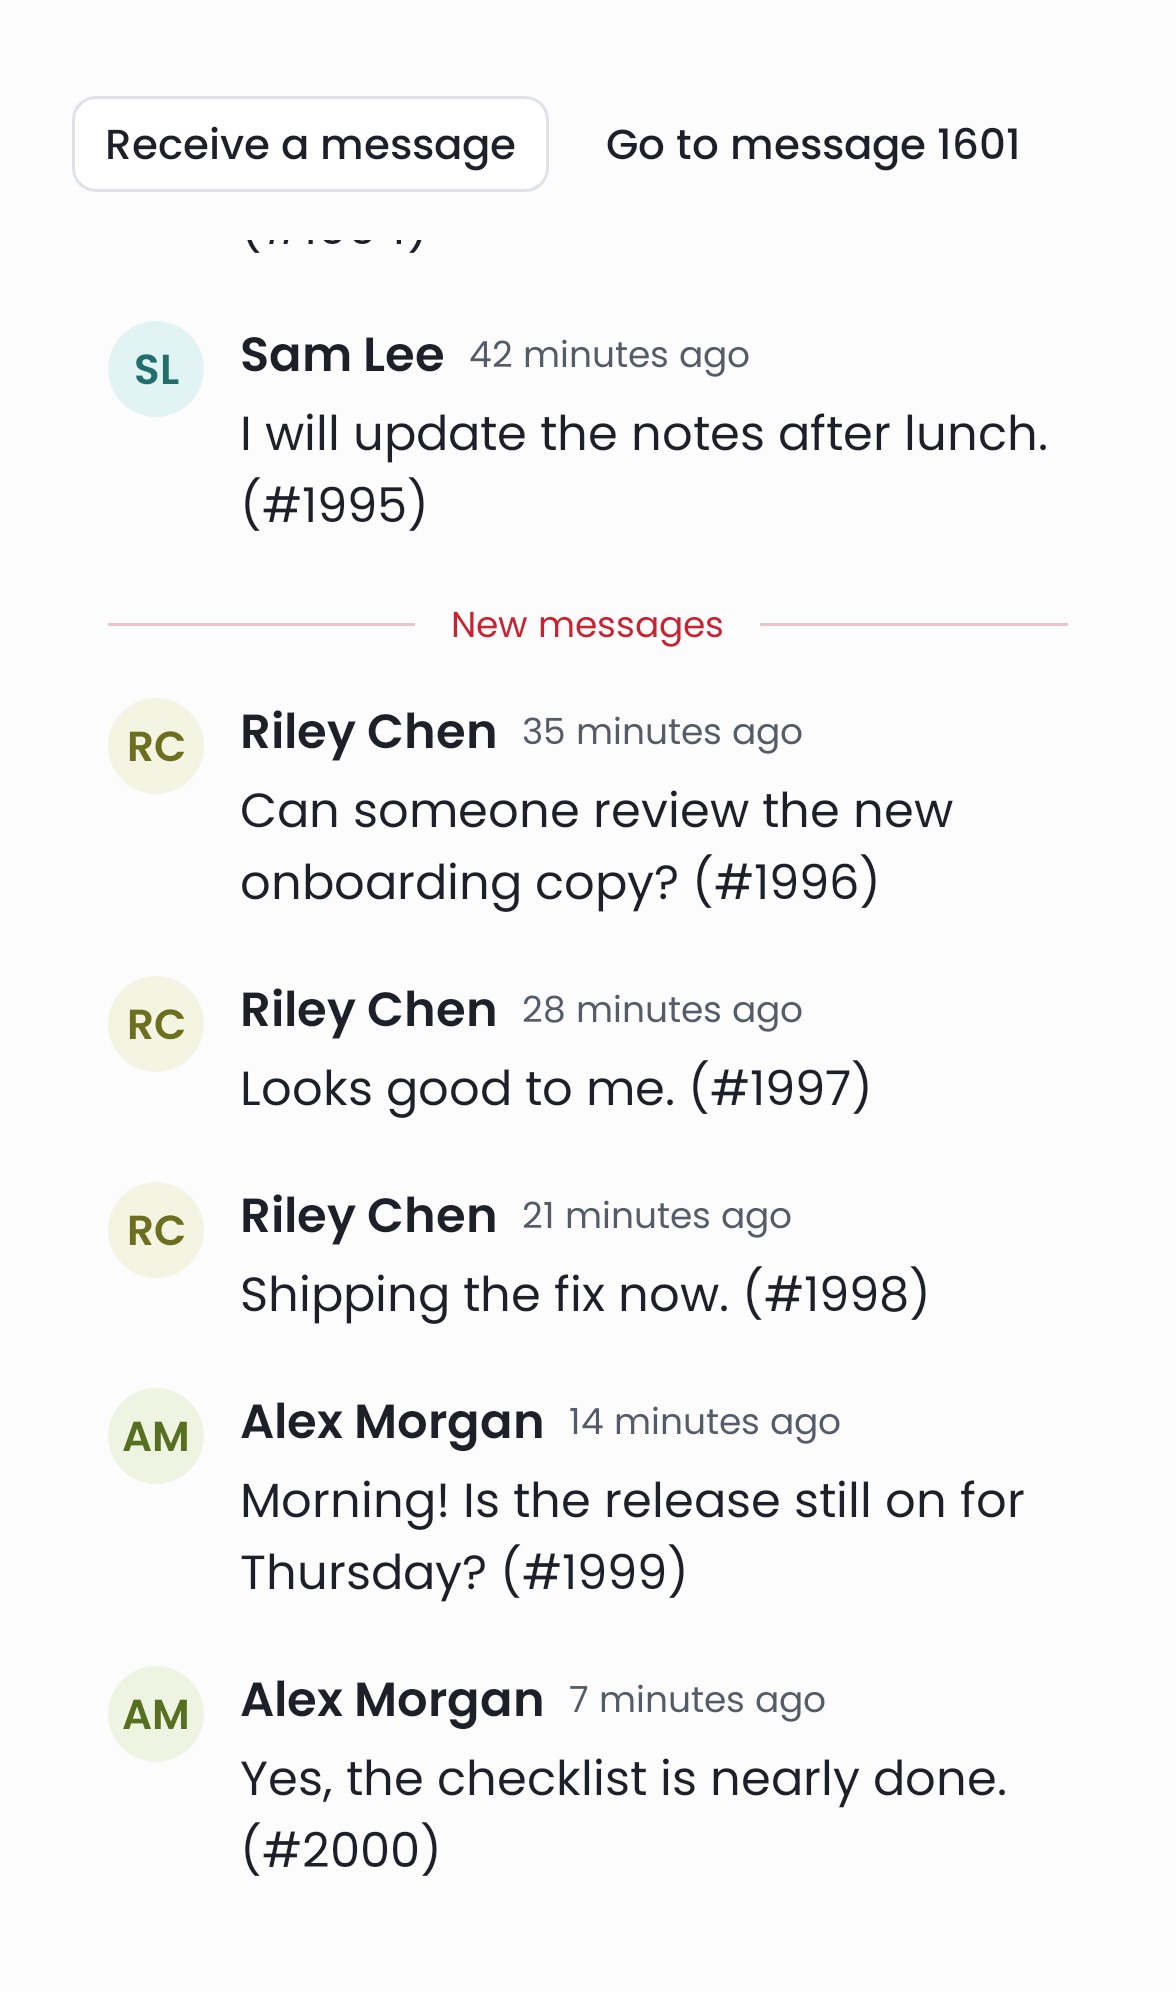 Receive a message
Go to message 1601
SL
Sam Lee 42 minutes ago
I will update the notes after lunch.
(#1995)
New messages
RC
Riley Chen 35 minutes ago
Can someone review the new
onboarding copy? (#1996)
RC
Riley Chen 28 minutes ago
Looks good to me. (#1997)
RC
Riley Chen 21 minutes ago
Shipping the fix now. (#1998)
AM
Alex Morgan 14 minutes ago
Morning! Is the release still on for
Thursday? (#1999)
AM
Alex Morgan 7 minutes ago
Yes, the checklist is nearly done.
(#2000)